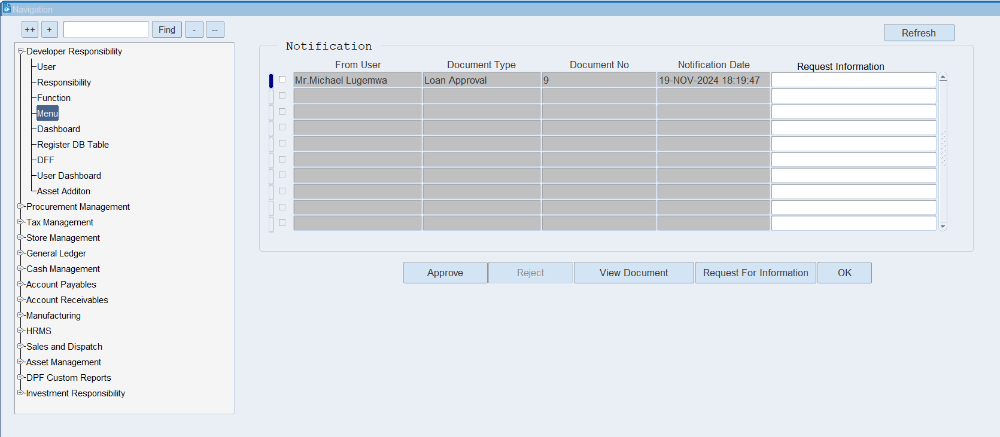 Navigation
++ + Find - --
Refresh
Developer Responsibility
User
Responsibility
Function
Menu
Dashboard
Register DB Table
DFF
User Dashboard
Asset Additon
Procurement Management
Tax Management
Store Management
General Ledger
Cash Management
Account Payables
Account Receivables
Manufacturing
HRMS
Sales and Dispatch
Asset Management
DPF Custom Reports
Investment Responsibility
Notification
From User Document Type Document No Notification Date Request Information
Mr.Michael Lugemwa Loan Approval 9 19-NOV-2024 18:19:47
Approve Reject View Document Request For Information OK